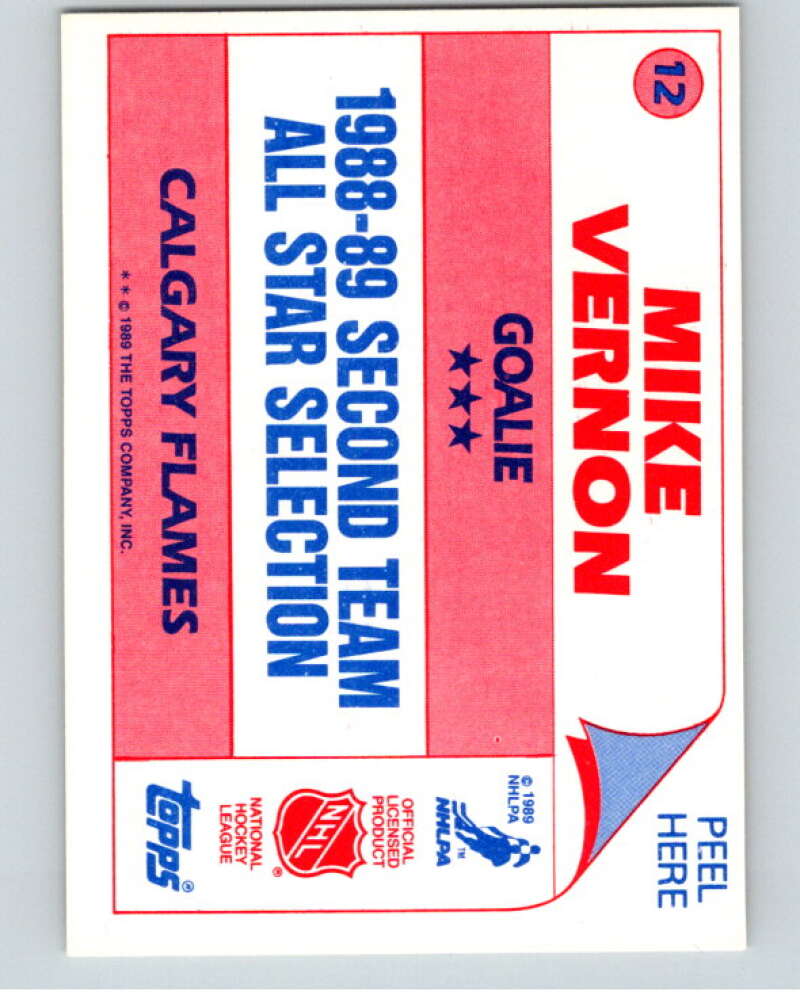 12
MIKE
VERNON
GOALIE
★★★
1988-89 SECOND TEAM
ALL STAR SELECTION
CALGARY FLAMES
** © 1989 THE TOPPS COMPANY, INC.
PEEL
HERE
© 1989
NHLPA
NHLPA™
OFFICIAL
LICENSED
PRODUCT
NHL®
NATIONAL
HOCKEY
LEAGUE
topps®